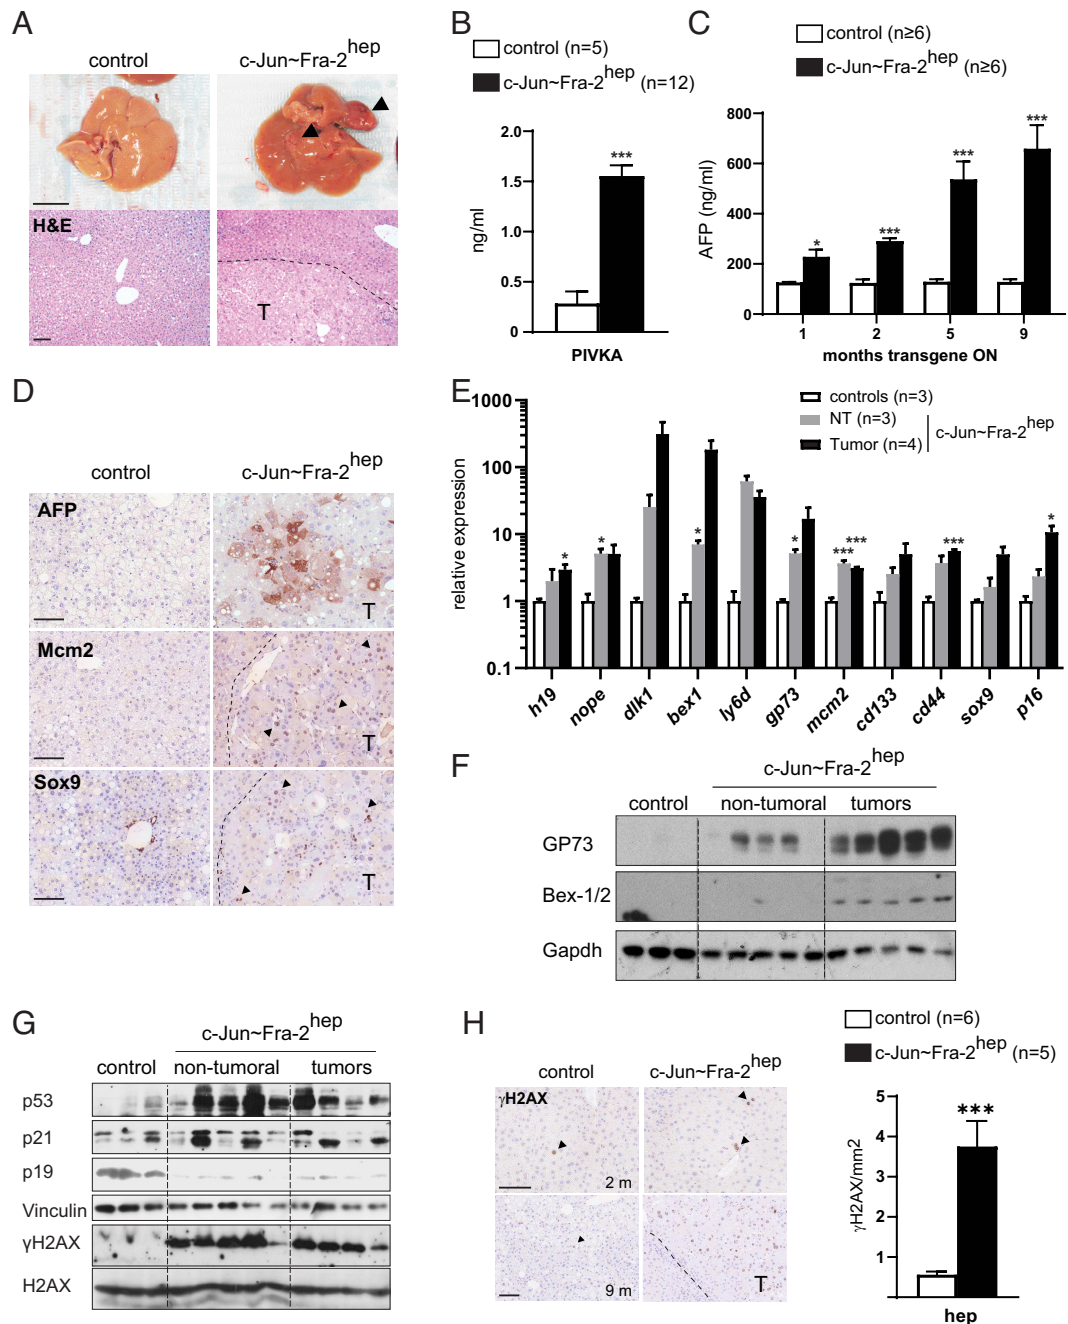 A
control
c-Jun~Fra-2hep
H&E
T
B
control (n=5)
c-Jun~Fra-2hep (n=12)
2.0
***
1.5
1.0
0.5
0
ng/ml
PIVKA
C
control (n≥6)
c-Jun~Fra-2hep (n≥6)
800
600
400
200
0
AFP (ng/ml)
*
***
***
***
1
2
5
9
months transgene ON
D
control
c-Jun~Fra-2hep
AFP
T
Mcm2
T
Sox9
T
E
controls (n=3)
NT (n=3)
Tumor (n=4)
c-Jun~Fra-2hep
1000
100
10
1
0.1
relative expression
*
*
*
*
***
***
***
*
h19
nope
dlk1
bex1
ly6d
gp73
mcm2
cd133
cd44
sox9
p16
F
c-Jun~Fra-2hep
control
non-tumoral
tumors
GP73
Bex-1/2
Gapdh
G
c-Jun~Fra-2hep
control
non-tumoral
tumors
p53
p21
p19
Vinculin
γH2AX
H2AX
H
control
c-Jun~Fra-2hep
γH2AX
2 m
9 m
T
control (n=6)
c-Jun~Fra-2hep (n=5)
5
4
3
2
1
0
***
γH2AX/mm2
hep